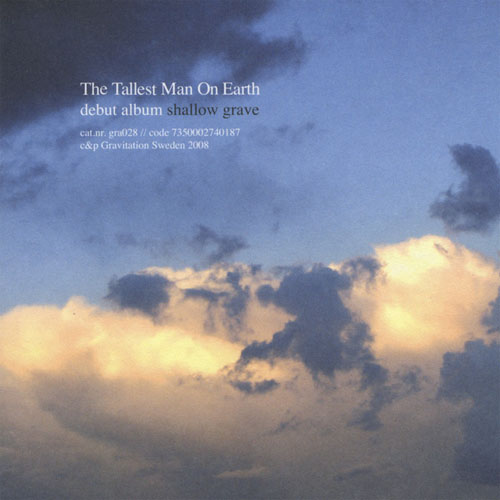 The Tallest Man On Earth
debut album shallow grave
cat.nr. gra028 // code 7350002740187
c&p Gravitation Sweden 2008